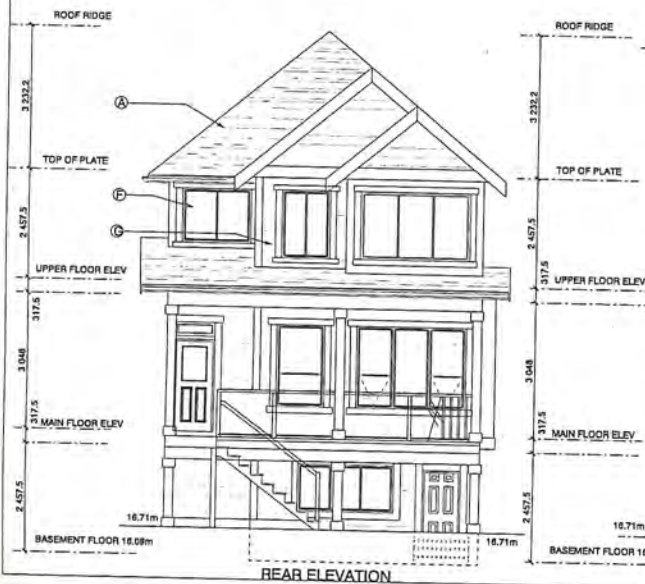 ROOF RIDGE
ROOF RIDGE
3 232.2
3 232.2
A
TOP OF PLATE
TOP OF PLATE
F
2 457.5
2 457.5
G
UPPER FLOOR ELEV
UPPER FLOOR ELEV
317.5
317.5
3 048
3 048
317.5
317.5
MAIN FLOOR ELEV
MAIN FLOOR ELEV
2 457.5
2 457.5
16.71m
16.71m
16.71m
BASEMENT FLOOR 16.09m
BASEMENT FLOOR 16
REAR ELEVATION